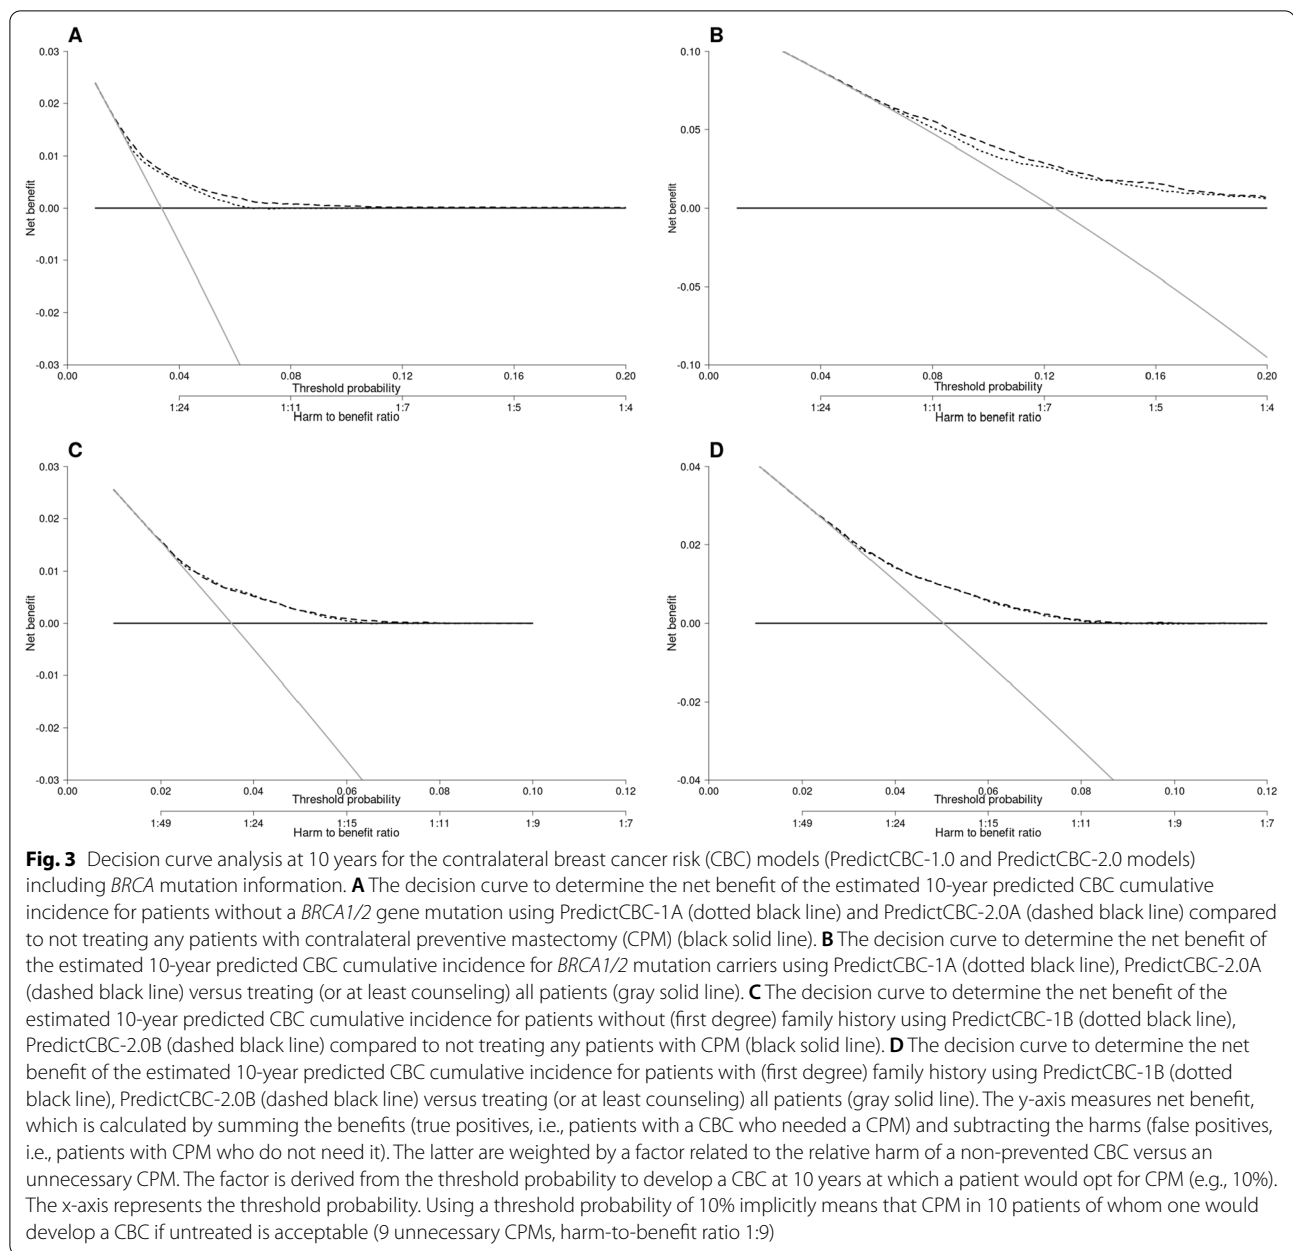 A
B
0.03
0.02
0.01
0.00
-0.01
-0.02
-0.03
Net benefit
0.00 0.04 0.08 0.12 0.16 0.20
Threshold probability
1:24 1:11 1:7 1:5 1:4
Harm to benefit ratio
0.10
0.05
0.00
-0.05
-0.10
Net benefit
0.00 0.04 0.08 0.12 0.16 0.20
Threshold probability
1:24 1:11 1:7 1:5 1:4
Harm to benefit ratio
C
D
0.03
0.02
0.01
0.00
-0.01
-0.02
-0.03
Net benefit
0.00 0.02 0.04 0.06 0.08 0.10 0.12
Threshold probability
1:49 1:24 1:15 1:11 1:9 1:7
Harm to benefit ratio
0.04
0.02
0.00
-0.02
-0.04
Net benefit
0.00 0.02 0.04 0.06 0.08 0.10 0.12
Threshold probability
1:49 1:24 1:15 1:11 1:9 1:7
Harm to benefit ratio
Fig. 3 Decision curve analysis at 10 years for the contralateral breast cancer risk (CBC) models (PredictCBC-1.0 and PredictCBC-2.0 models)
including BRCA mutation information. A The decision curve to determine the net benefit of the estimated 10-year predicted CBC cumulative
incidence for patients without a BRCA1/2 gene mutation using PredictCBC-1A (dotted black line) and PredictCBC-2.0A (dashed black line) compared
to not treating any patients with contralateral preventive mastectomy (CPM) (black solid line). B The decision curve to determine the net benefit of
the estimated 10-year predicted CBC cumulative incidence for BRCA1/2 mutation carriers using PredictCBC-1A (dotted black line), PredictCBC-2.0A
(dashed black line) versus treating (or at least counseling) all patients (gray solid line). C The decision curve to determine the net benefit of the
estimated 10-year predicted CBC cumulative incidence for patients without (first degree) family history using PredictCBC-1B (dotted black line),
PredictCBC-2.0B (dashed black line) compared to not treating any patients with CPM (black solid line). D The decision curve to determine the net
benefit of the estimated 10-year predicted CBC cumulative incidence for patients with (first degree) family history using PredictCBC-1B (dotted
black line), PredictCBC-2.0B (dashed black line) versus treating (or at least counseling) all patients (gray solid line). The y-axis measures net benefit,
which is calculated by summing the benefits (true positives, i.e., patients with a CBC who needed a CPM) and subtracting the harms (false positives,
i.e., patients with CPM who do not need it). The latter are weighted by a factor related to the relative harm of a non-prevented CBC versus an
unnecessary CPM. The factor is derived from the threshold probability to develop a CBC at 10 years at which a patient would opt for CPM (e.g., 10%).
The x-axis represents the threshold probability. Using a threshold probability of 10% implicitly means that CPM in 10 patients of whom one would
develop a CBC if untreated is acceptable (9 unnecessary CPMs, harm-to-benefit ratio 1:9)